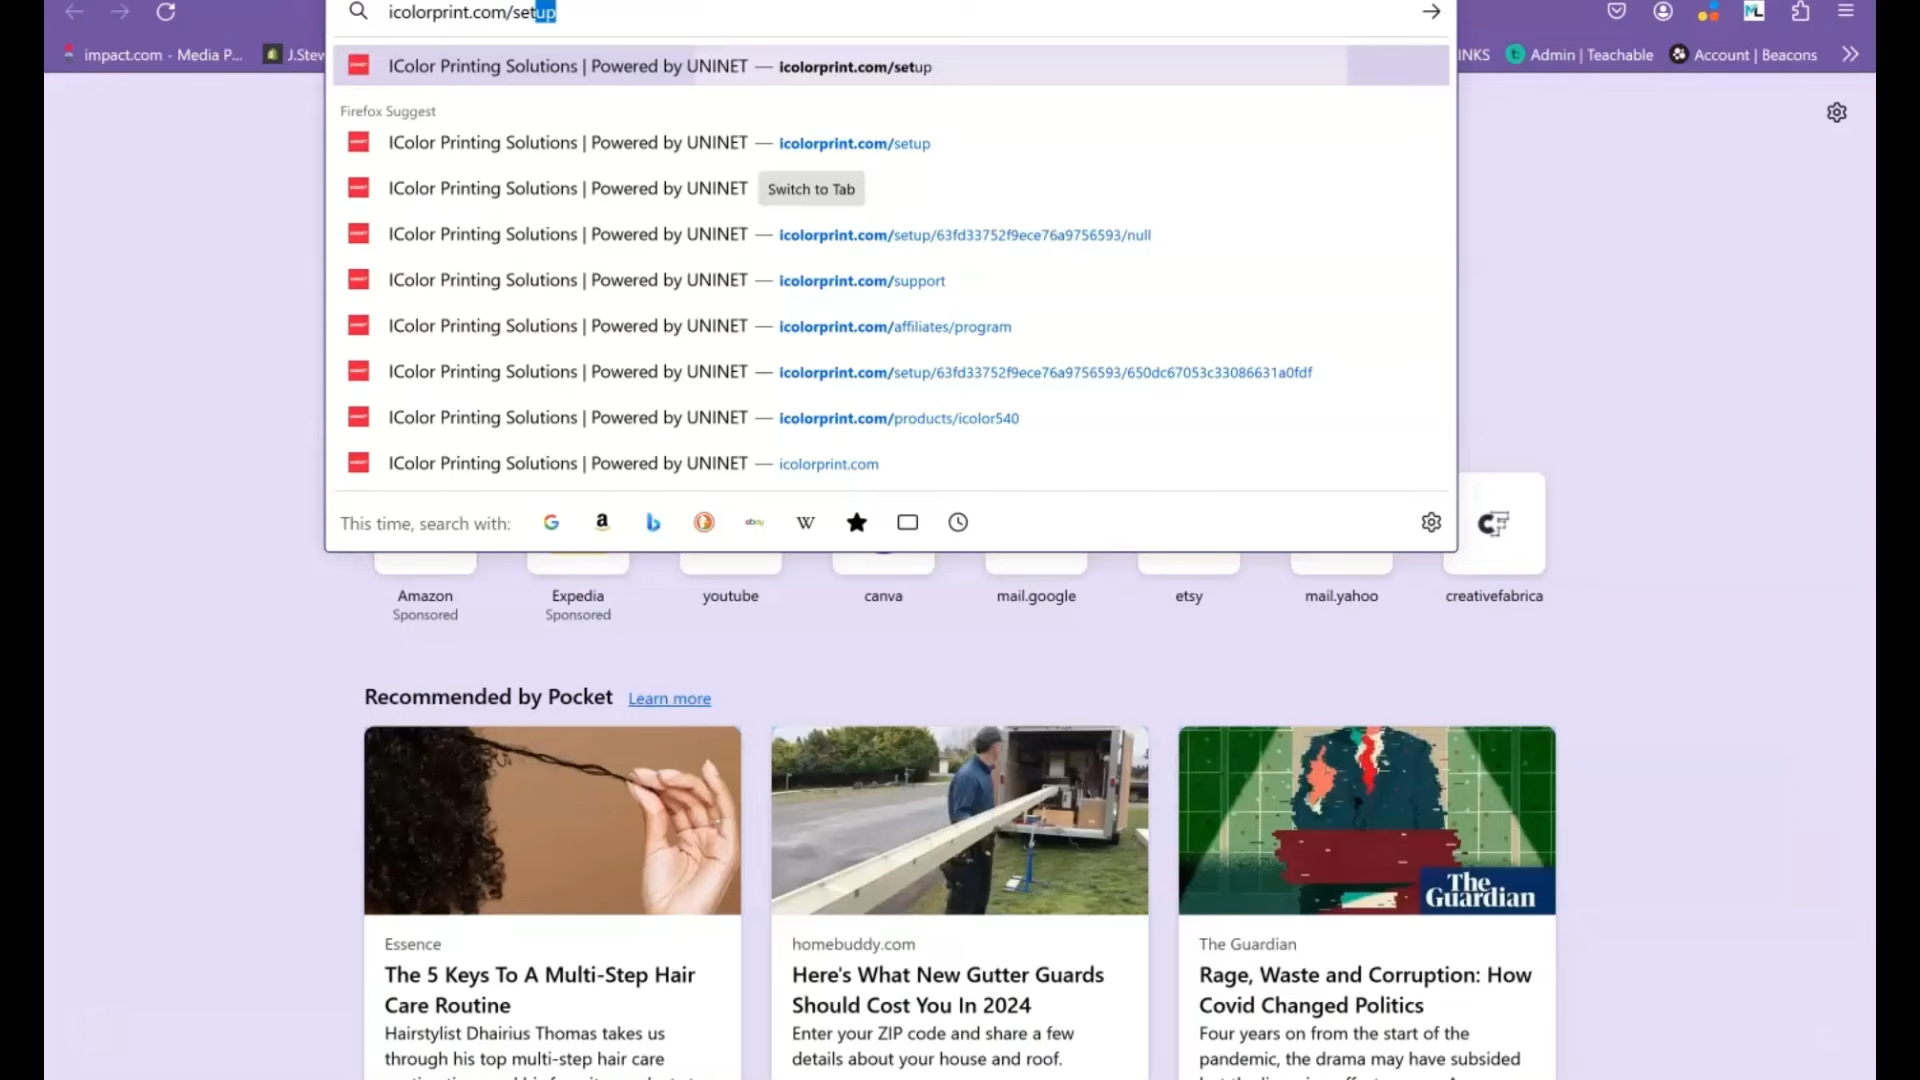 icolorprint.com/setup
impact.com - Media P...
J.Stev
INKS
Admin | Teachable
Account | Beacons
IColor Printing Solutions | Powered by UNINET — icolorprint.com/setup
Firefox Suggest
IColor Printing Solutions | Powered by UNINET — icolorprint.com/setup
IColor Printing Solutions | Powered by UNINET Switch to Tab
IColor Printing Solutions | Powered by UNINET — icolorprint.com/setup/63fd33752f9ece76a9756593/null
IColor Printing Solutions | Powered by UNINET — icolorprint.com/support
IColor Printing Solutions | Powered by UNINET — icolorprint.com/affiliates/program
IColor Printing Solutions | Powered by UNINET — icolorprint.com/setup/63fd33752f9ece76a9756593/650dc67053c33086631a0fdf
IColor Printing Solutions | Powered by UNINET — icolorprint.com/products/icolor540
IColor Printing Solutions | Powered by UNINET — icolorprint.com
This time, search with:
Amazon
Sponsored
Expedia
Sponsored
youtube
canva
mail.google
etsy
mail.yahoo
creativefabrica
Recommended by Pocket Learn more
The
Guardian
Essence
The 5 Keys To A Multi-Step Hair
Care Routine
Hairstylist Dhairius Thomas takes us
through his top multi-step hair care
homebuddy.com
Here's What New Gutter Guards
Should Cost You In 2024
Enter your ZIP code and share a few
details about your house and roof.
The Guardian
Rage, Waste and Corruption: How
Covid Changed Politics
Four years on from the start of the
pandemic, the drama may have subsided